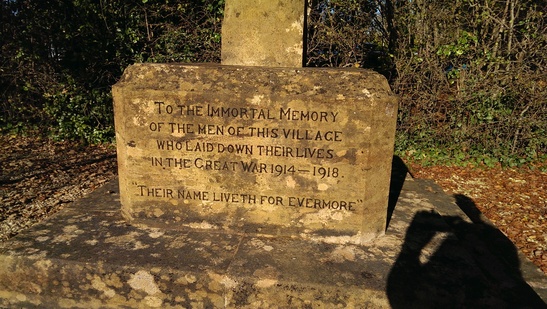 To the Immortal Memory
of the men of this village
who laid down their lives
in the Great War 1914—1918.
"Their name liveth for evermore"